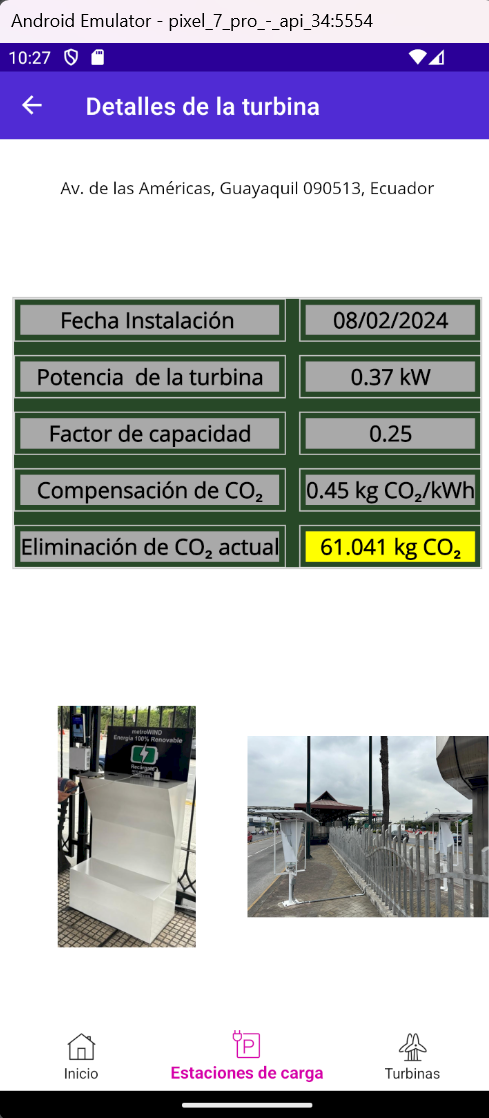 Android Emulator - pixel_7_pro_-_api_34:5554
10:27
Detalles de la turbina
Av. de las Américas, Guayaquil 090513, Ecuador
Fecha Instalación 08/02/2024
Potencia de la turbina 0.37 kW
Factor de capacidad 0.25
Compensación de CO₂ 0.45 kg CO₂/kWh
Eliminación de CO₂ actual 61.041 kg CO₂
metroWIND
Energía 100% Renovable
Recárgate
P
Inicio Estaciones de carga Turbinas